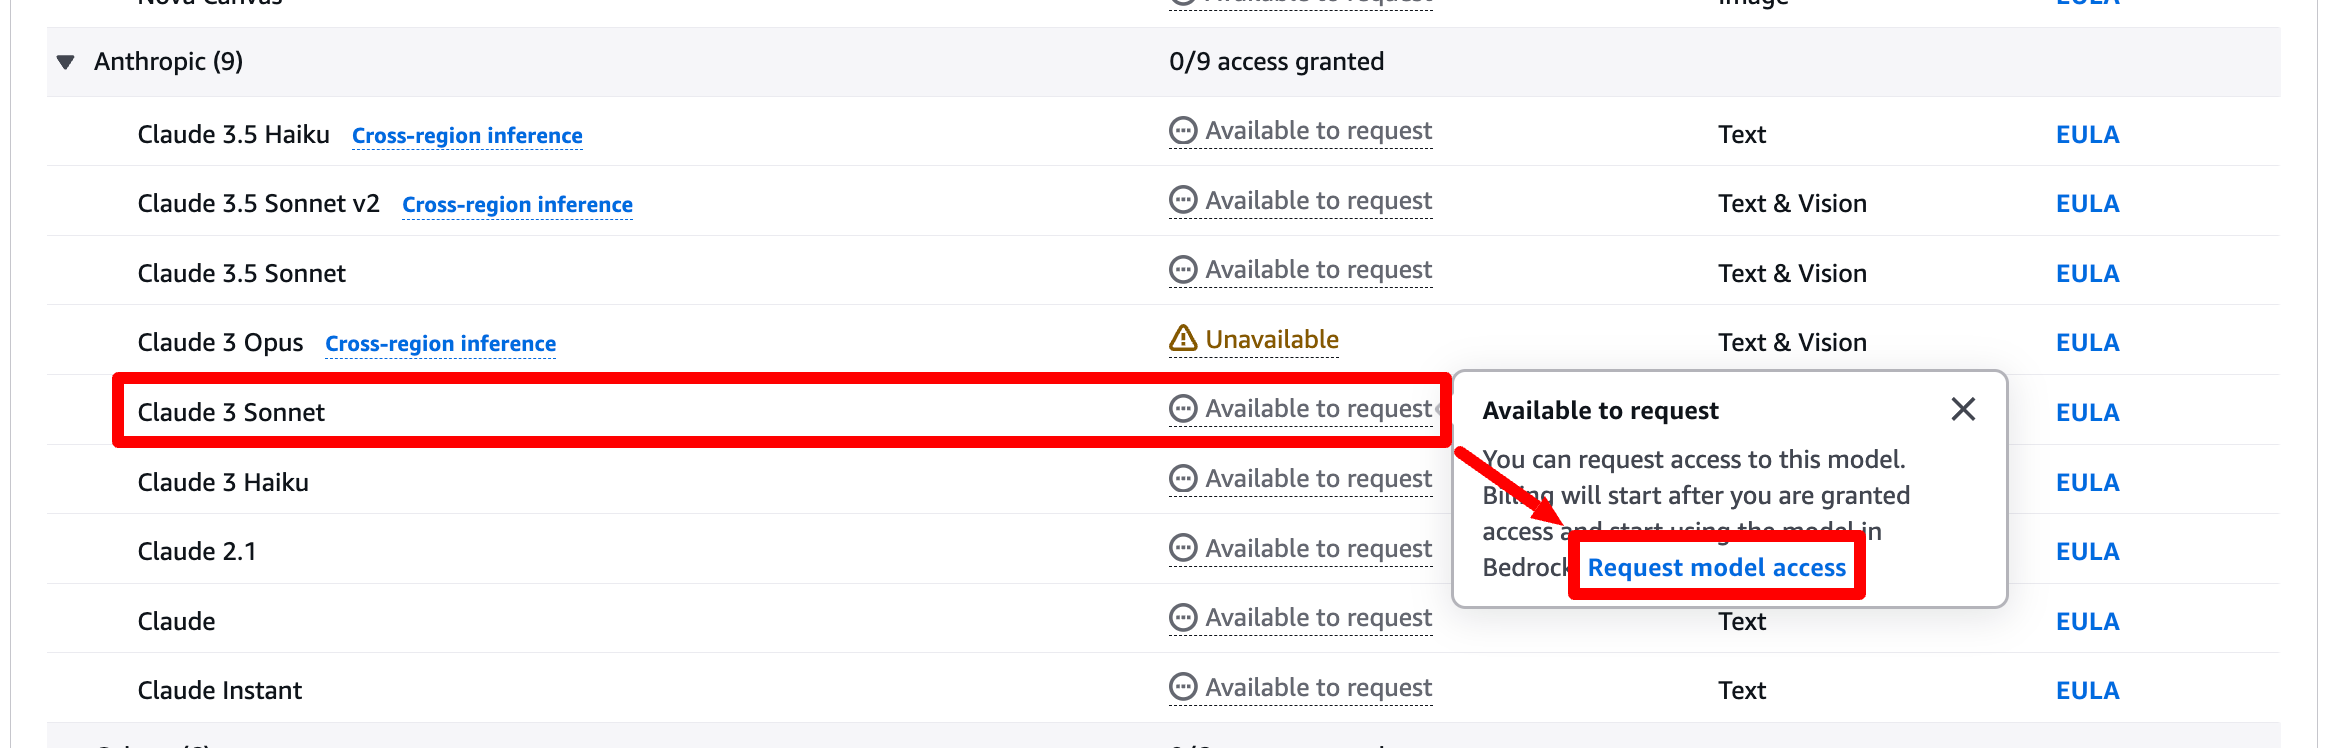 Nova Canvas Available to request Image EULA
Anthropic (9) 0/9 access granted
Claude 3.5 Haiku Cross-region inference Available to request Text EULA
Claude 3.5 Sonnet v2 Cross-region inference Available to request Text & Vision EULA
Claude 3.5 Sonnet Available to request Text & Vision EULA
Claude 3 Opus Cross-region inference Unavailable Text & Vision EULA
Claude 3 Sonnet Available to request EULA
Available to request
You can request access to this model.
Billing will start after you are granted
access and start using the model in
Bedrock Request model access
Claude 3 Haiku Available to request EULA
Claude 2.1 Available to request EULA
Claude Available to request Text EULA
Claude Instant Available to request Text EULA